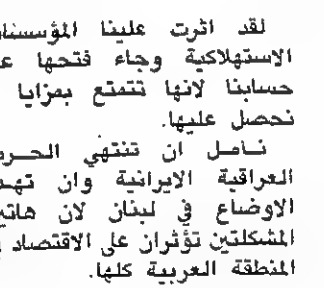 لقد اثرت علينا المؤسسات
الاستهلاكية وجاء فتحها
حسابنا لانها تتمتع بمزايا
نحصل عليها.
نامل ان تنتهي
العراقية الايرانية وان
الاوضاع في لبنان لان
المشكلتين تؤثران على الاقتصاد
المنطقة العربية كلها.